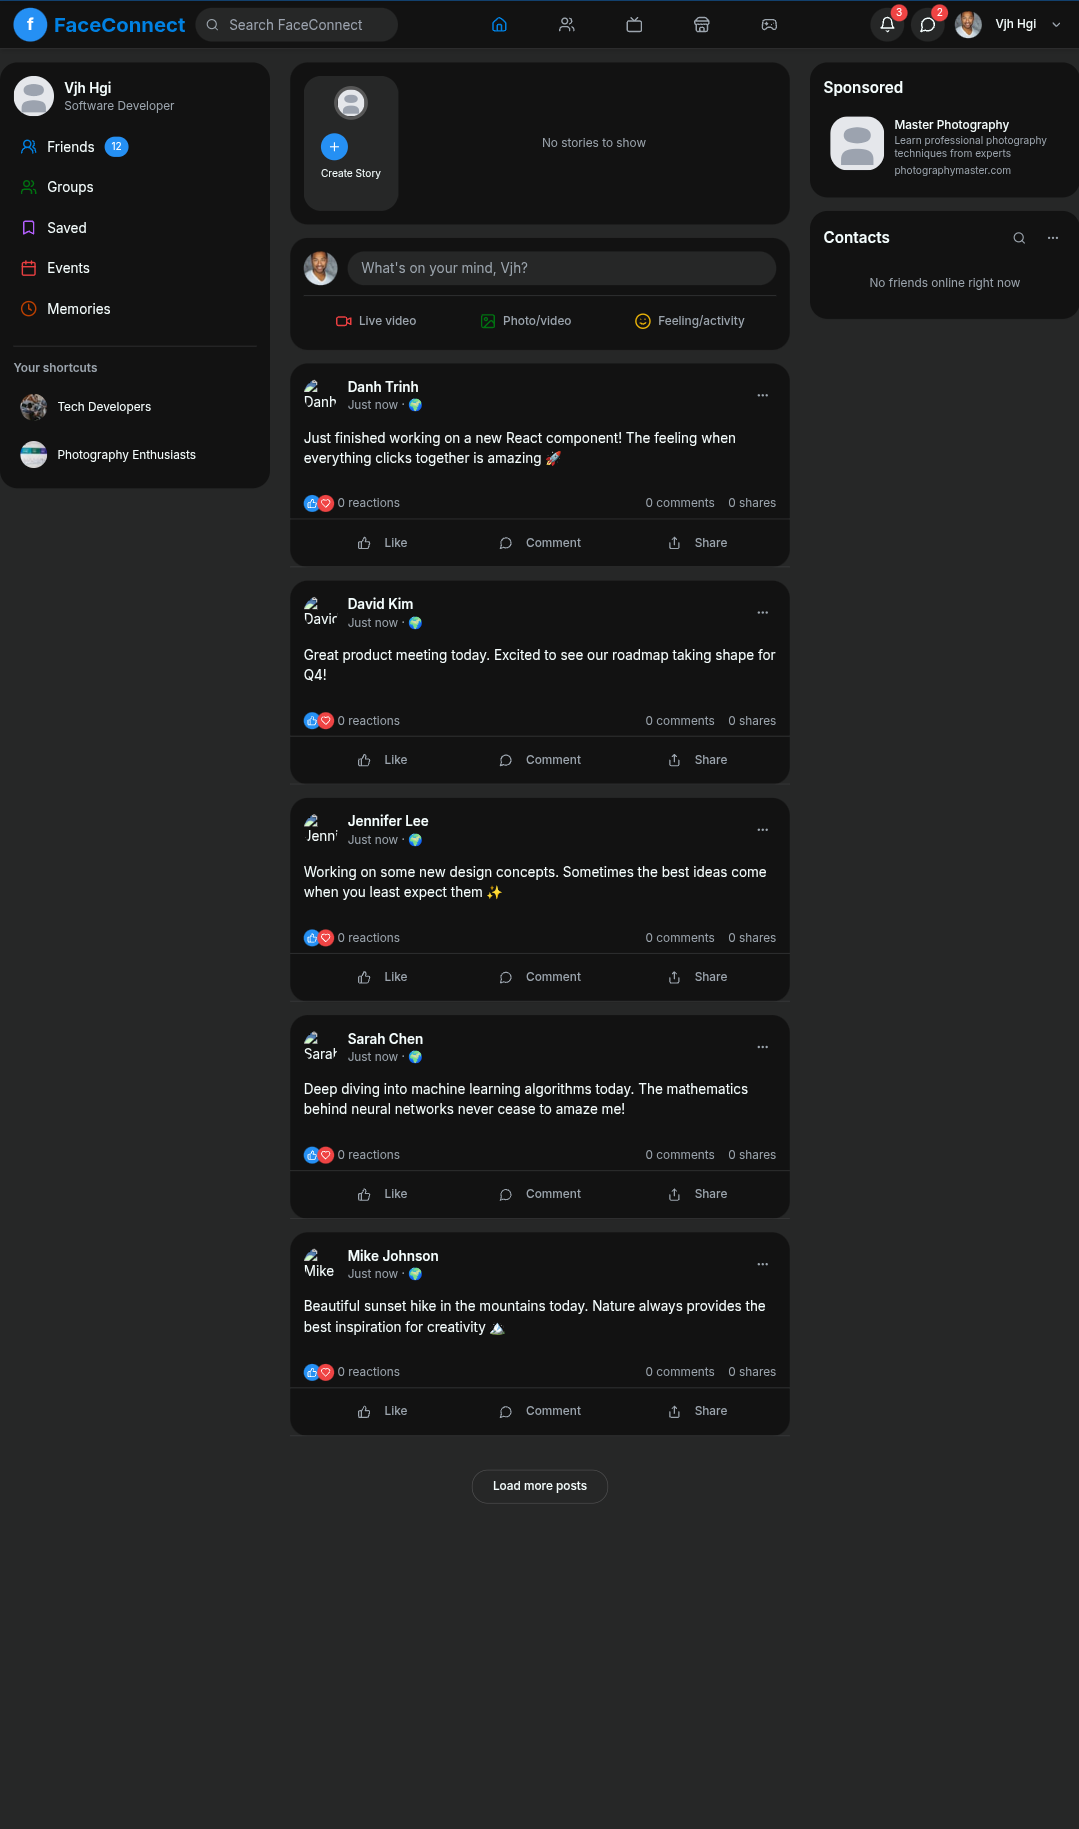 f FaceConnect
Search FaceConnect
3
2
Vjh Hgi
Vjh Hgi
Software Developer
Friends 12
Groups
Saved
Events
Memories
Your shortcuts
Tech Developers
Photography Enthusiasts
Create Story
No stories to show
What's on your mind, Vjh?
Live video Photo/video Feeling/activity
Danh
Danh Trinh
Just now ·
Just finished working on a new React component! The feeling when
everything clicks together is amazing 🚀
0 reactions 0 comments 0 shares
Like Comment Share
David
David Kim
Just now ·
Great product meeting today. Excited to see our roadmap taking shape for
Q4!
0 reactions 0 comments 0 shares
Like Comment Share
Jenni
Jennifer Lee
Just now ·
Working on some new design concepts. Sometimes the best ideas come
when you least expect them ✨
0 reactions 0 comments 0 shares
Like Comment Share
Sarah
Sarah Chen
Just now ·
Deep diving into machine learning algorithms today. The mathematics
behind neural networks never cease to amaze me!
0 reactions 0 comments 0 shares
Like Comment Share
Mike
Mike Johnson
Just now ·
Beautiful sunset hike in the mountains today. Nature always provides the
best inspiration for creativity 🏔️
0 reactions 0 comments 0 shares
Like Comment Share
Load more posts
Sponsored
Master Photography
Learn professional photography
techniques from experts
photographymaster.com
Contacts
No friends online right now